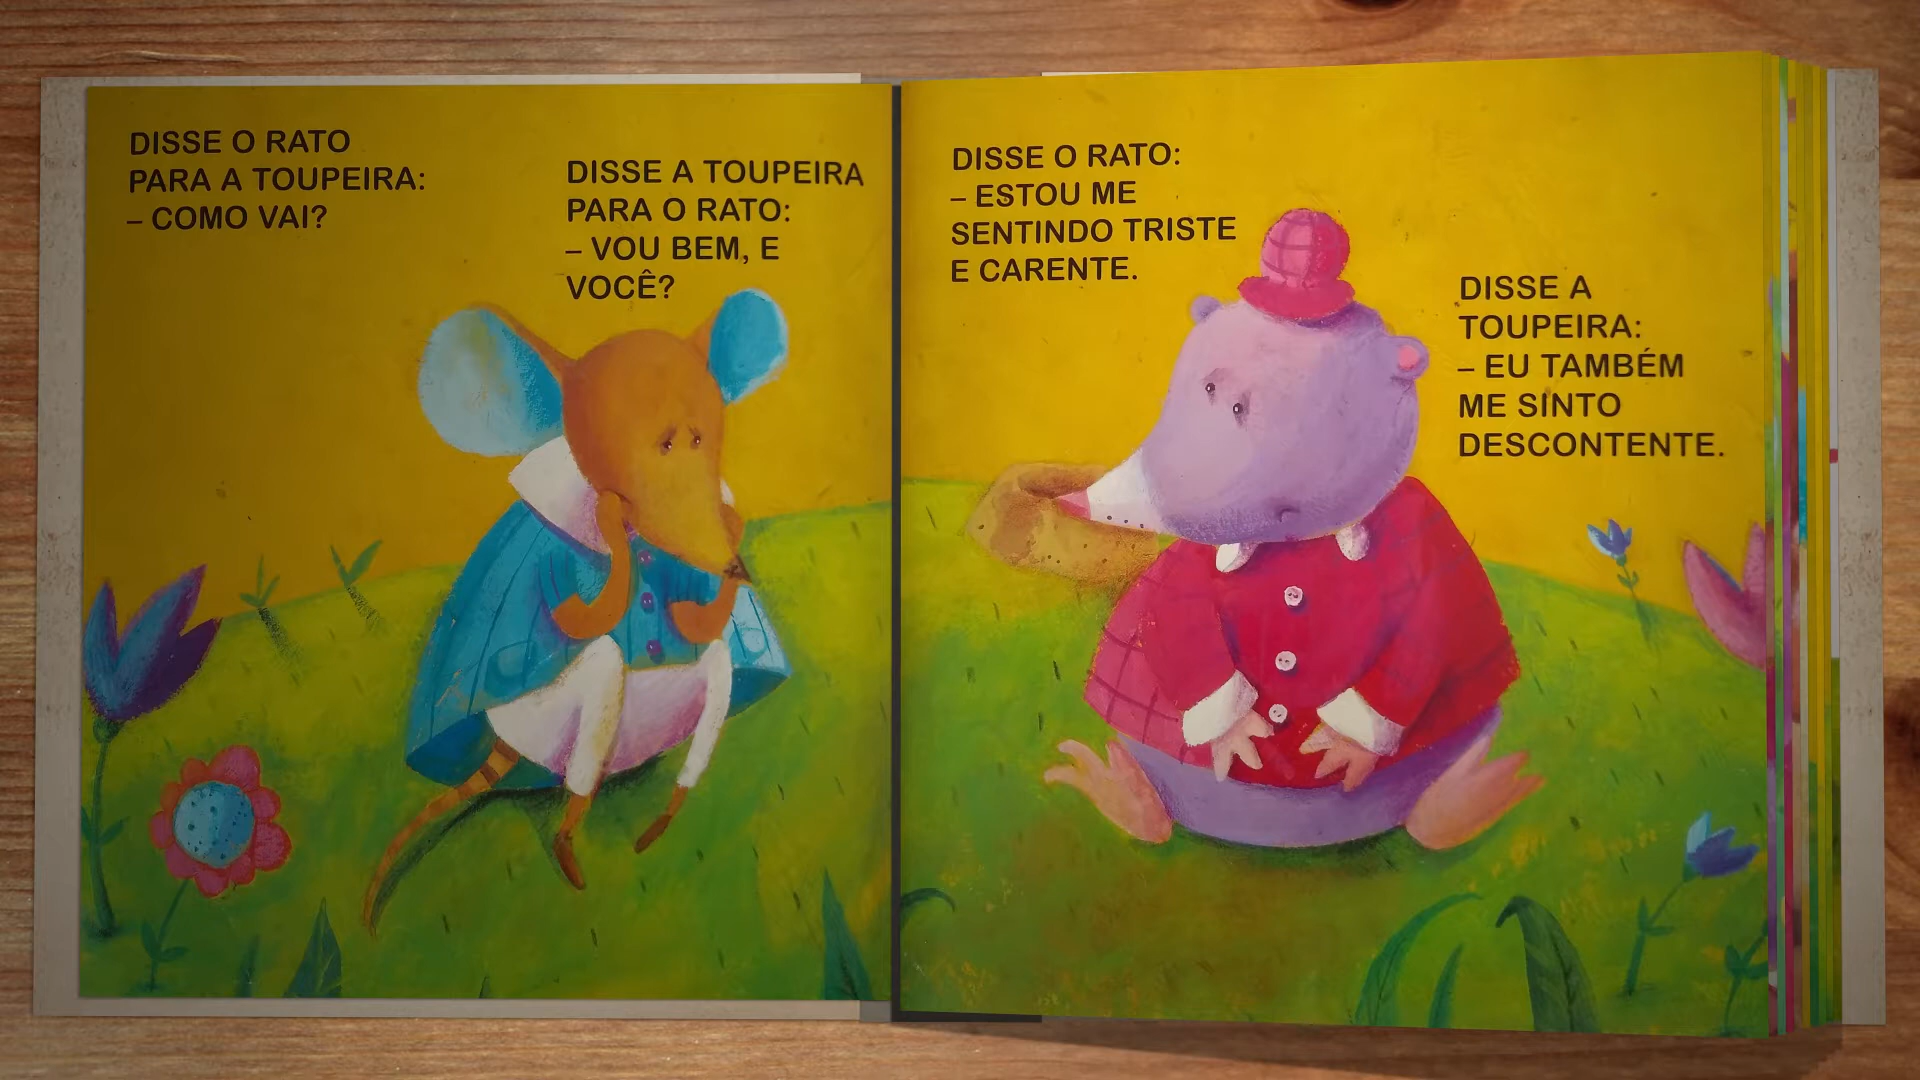 DISSE O RATO
PARA A TOUPEIRA:
– COMO VAI?
DISSE A TOUPEIRA
PARA O RATO:
– VOU BEM, E
VOCÊ?
DISSE O RATO:
– ESTOU ME
SENTINDO TRISTE
E CARENTE.
DISSE A
TOUPEIRA:
– EU TAMBÉM
ME SINTO
DESCONTENTE.